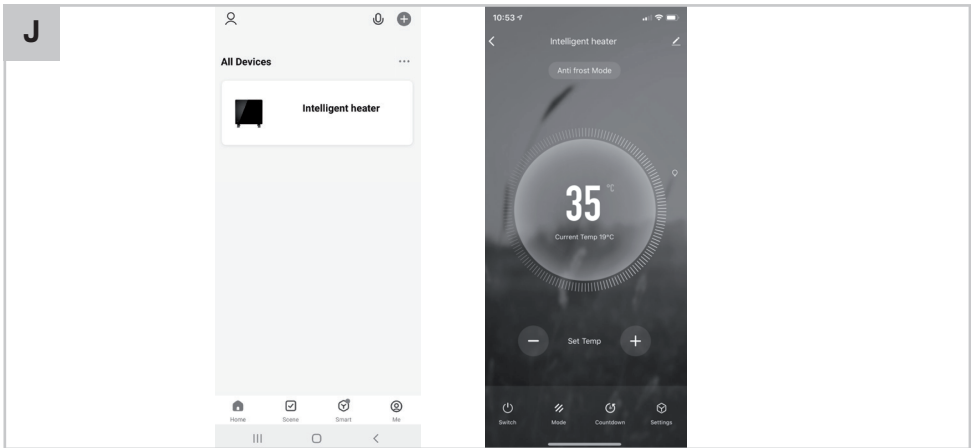 J
All Devices
Intelligent heater
Home Scene Smart Me
10:53
Intelligent heater
Anti frost Mode
35 °C
Current Temp 19°C
Set Temp
Switch Mode Countdown Settings